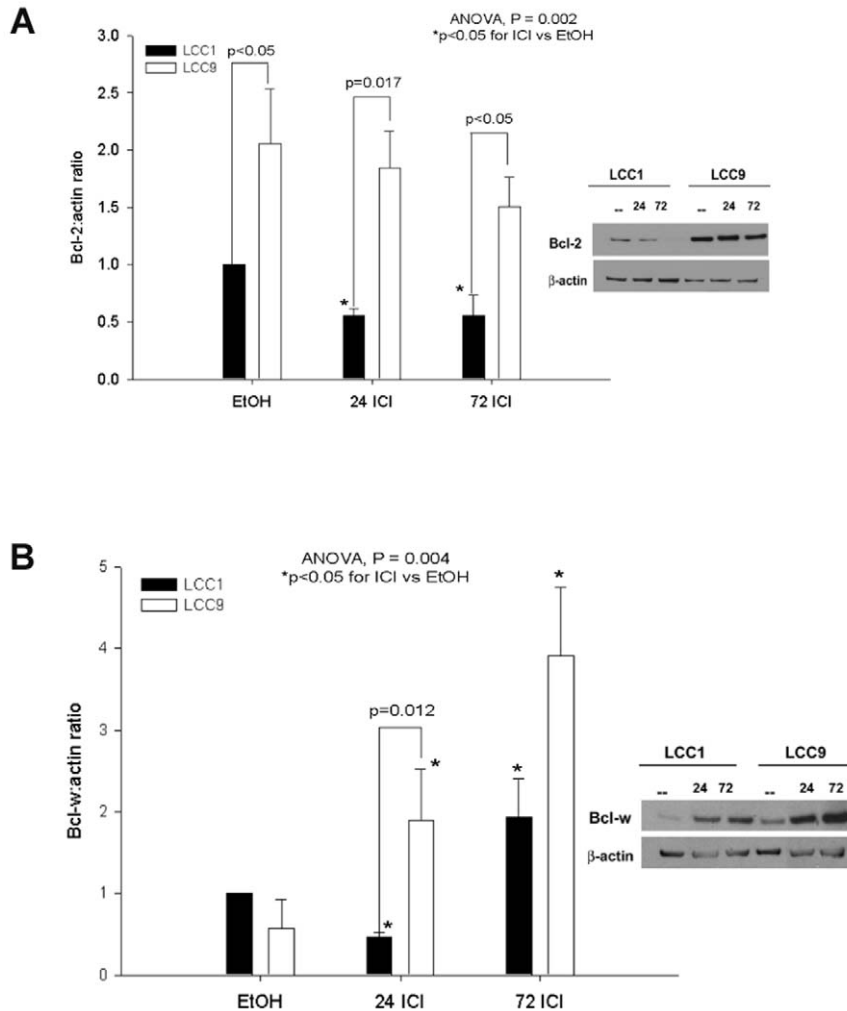 A
ANOVA, P = 0.002
*p<0.05 for ICI vs EtOH
LCC1
LCC9
p<0.05
p=0.017
p<0.05
*
*
3.0
2.5
2.0
1.5
1.0
0.5
0.0
Bcl-2:actin ratio
EtOH 24 ICI 72 ICI
LCC1 LCC9
-- 24 72 -- 24 72
Bcl-2
β-actin
B
ANOVA, P = 0.004
*p<0.05 for ICI vs EtOH
LCC1
LCC9
p=0.012
*
*
*
*
5
4
3
2
1
0
Bcl-w:actin ratio
EtOH 24 ICI 72 ICI
LCC1 LCC9
-- 24 72 -- 24 72
Bcl-w
β-actin